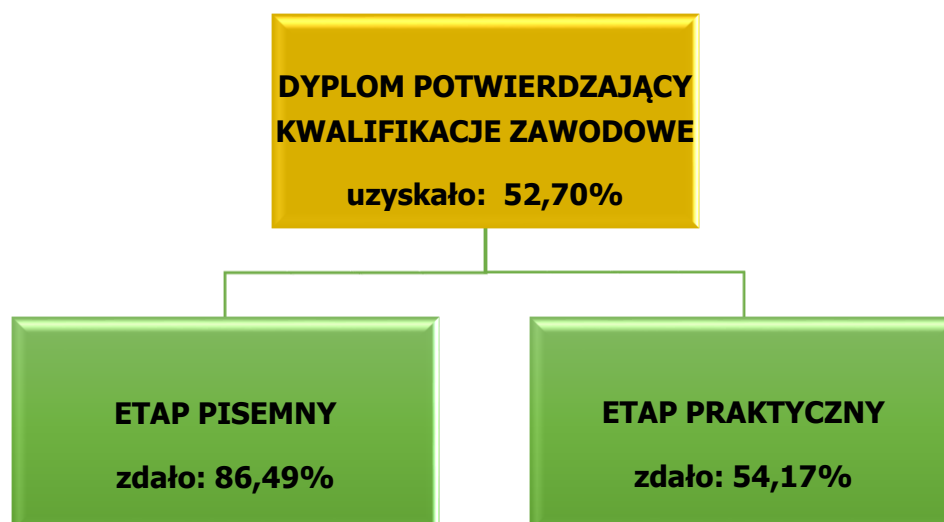 DYPLOM POTWIERDZAJĄCY
KWALIFIKACJE ZAWODOWE
uzyskało: 52,70%
ETAP PISEMNY
zdało: 86,49%
ETAP PRAKTYCZNY
zdało: 54,17%